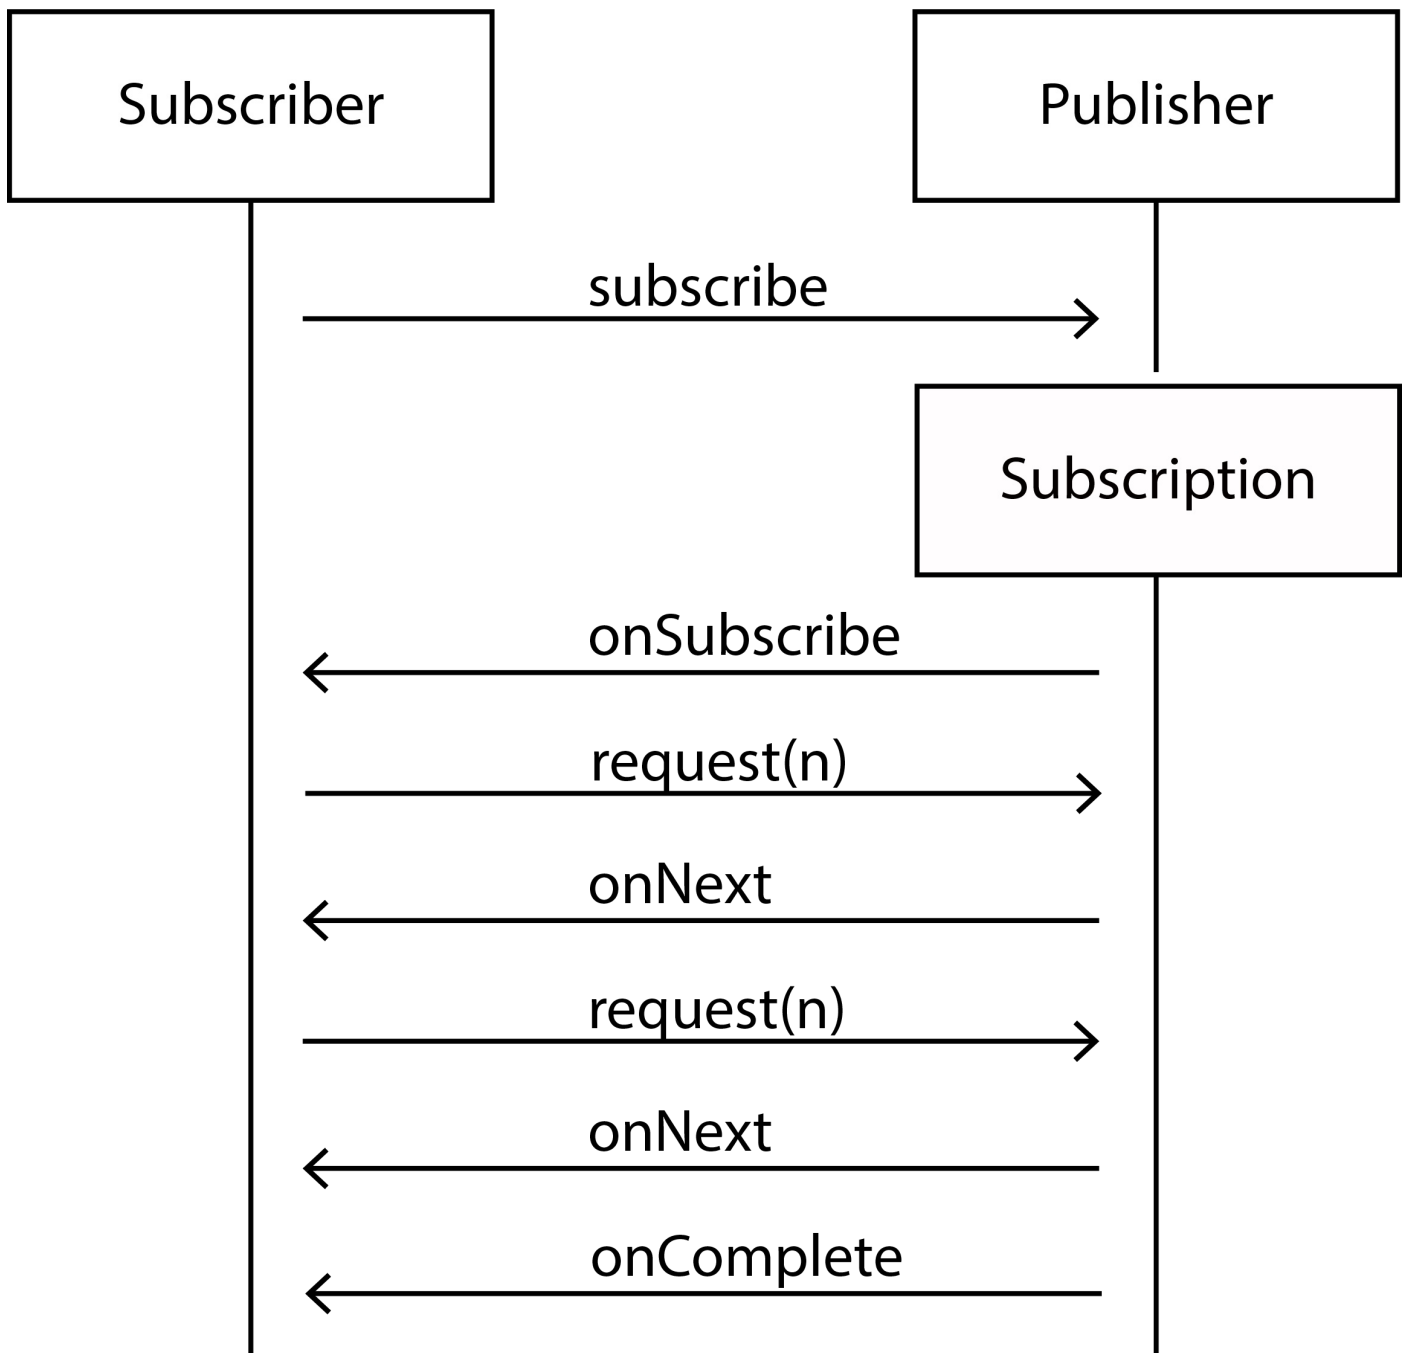 Subscriber
Publisher
subscribe
Subscription
onSubscribe
request(n)
onNext
request(n)
onNext
onComplete